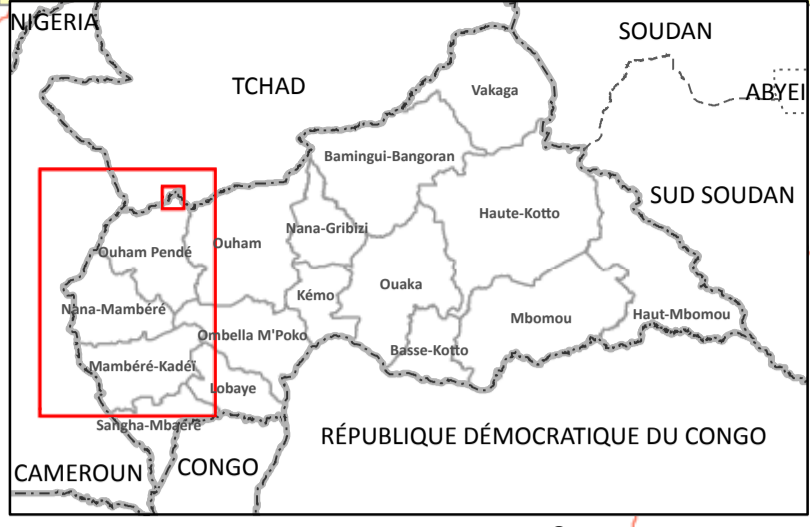 NIGERIA
SOUDAN
TCHAD
Vakaga
ABYEI
Bamingui-Bangoran
SUD SOUDAN
Haute-Kotto
Nana-Gribizi
Ouham
Ouham Pendé
Ouaka
Kémo
Nana-Mambéré
Mbomou
Haut-Mbomou
Ombella M'Poko
Basse-Kotto
Mambéré-Kadéï
Lobaye
Sangha-Mbaéré
RÉPUBLIQUE DÉMOCRATIQUE DU CONGO
CAMEROUN
CONGO